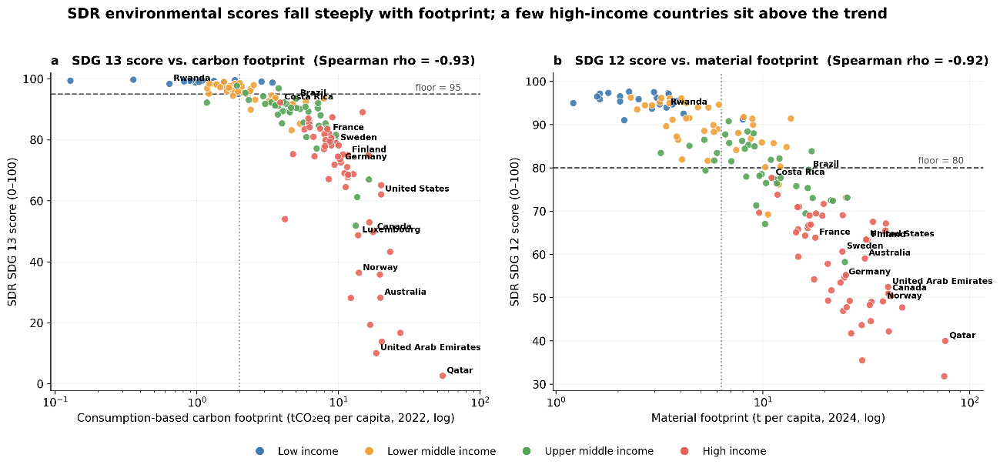 SDR environmental scores fall steeply with footprint; a few high-income countries sit above the trend
a SDG 13 score vs. carbon footprint (Spearman rho = -0.93)
100
80
60
40
20
0
SDR SDG 13 score (0–100)
floor = 95
Rwanda
Brazil
Costa Rica
France
Sweden
Finland
Germany
United States
Canada
Luxembourg
Norway
Australia
United Arab Emirates
Qatar
10⁻¹ 10⁰ 10¹ 10²
Consumption-based carbon footprint (tCO₂eq per capita, 2022, log)
b SDG 12 score vs. material footprint (Spearman rho = -0.92)
100
90
80
70
60
50
40
30
SDR SDG 12 score (0–100)
floor = 80
Rwanda
Brazil
Costa Rica
France
United States
Finland
Sweden
Australia
Germany
United Arab Emirates
Canada
Norway
Qatar
10⁰ 10¹ 10²
Material footprint (t per capita, 2024, log)
Low income Lower middle income Upper middle income High income